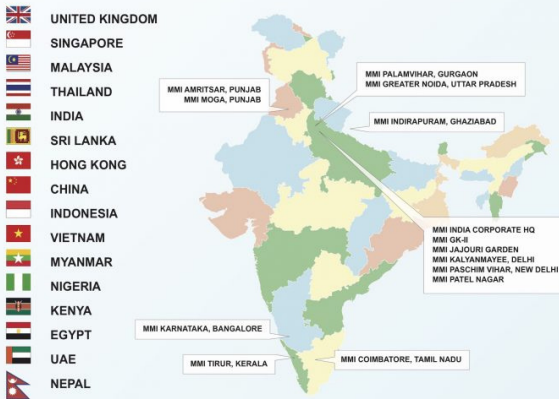 UNITED KINGDOM
SINGAPORE
MALAYSIA
THAILAND
INDIA
SRI LANKA
HONG KONG
CHINA
INDONESIA
VIETNAM
MYANMAR
NIGERIA
KENYA
EGYPT
UAE
NEPAL
MMI AMRITSAR, PUNJAB
MMI MOGA, PUNJAB
MMI PALAMVIHAR, GURGAON
MMI GREATER NOIDA, UTTAR PRADESH
MMI INDIRAPURAM, GHAZIABAD
MMI INDIA CORPORATE HQ
MMI GK-II
MMI JAJOURI GARDEN
MMI KALYANMAYEE, DELHI
MMI PASCHIM VIHAR, NEW DELHI
MMI PATEL NAGAR
MMI KARNATAKA, BANGALORE
MMI TIRUR, KERALA
MMI COIMBATORE, TAMIL NADU